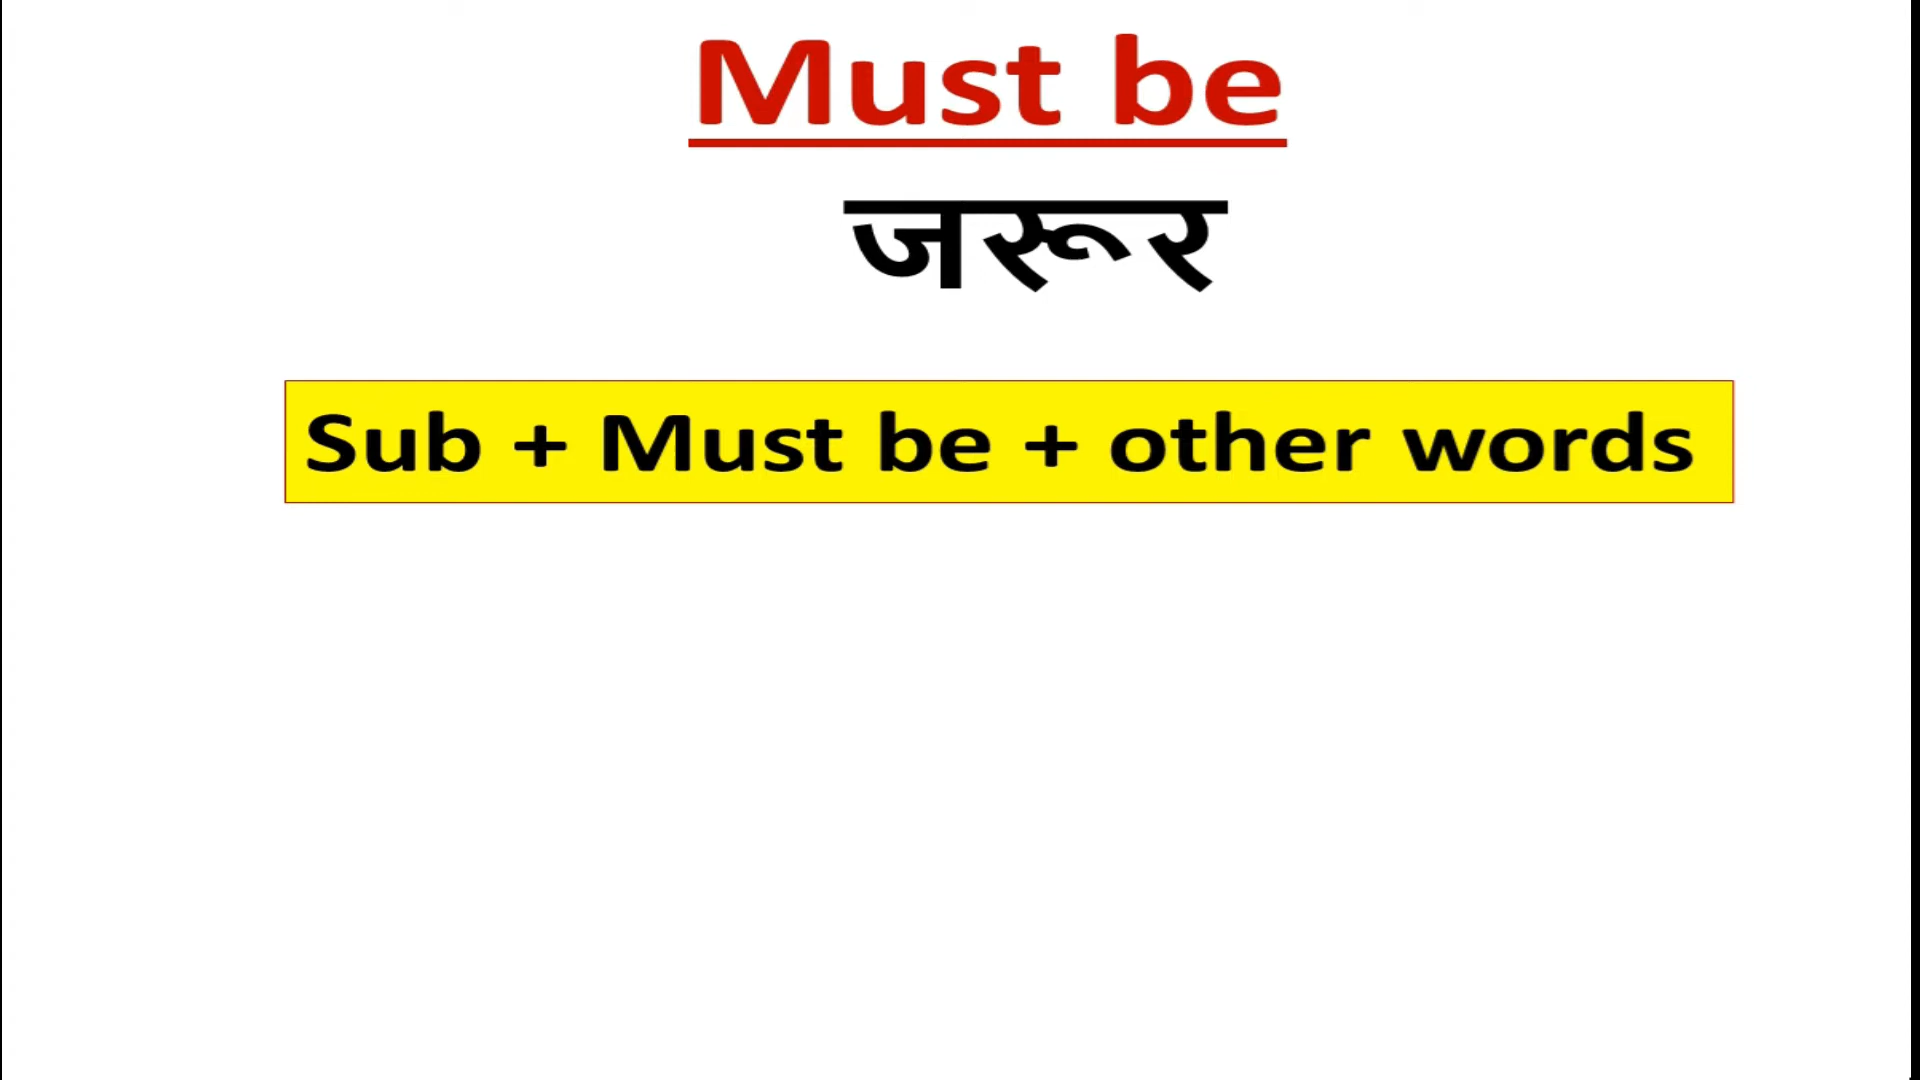 Must be
जरूर
Sub + Must be + other words